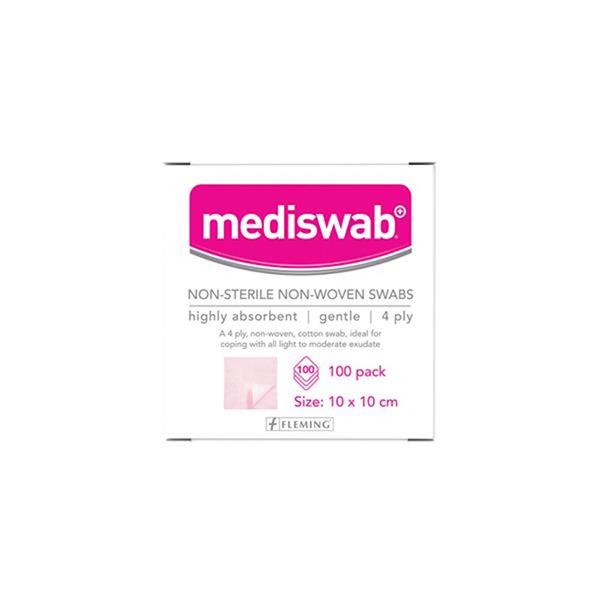 mediswab
NON-STERILE NON-WOVEN SWABS
highly absorbent | gentle | 4 ply
A 4 ply, non-woven, cotton swab, ideal for
coping with all light to moderate exudate
100
100 pack
Size: 10 x 10 cm
FLEMING